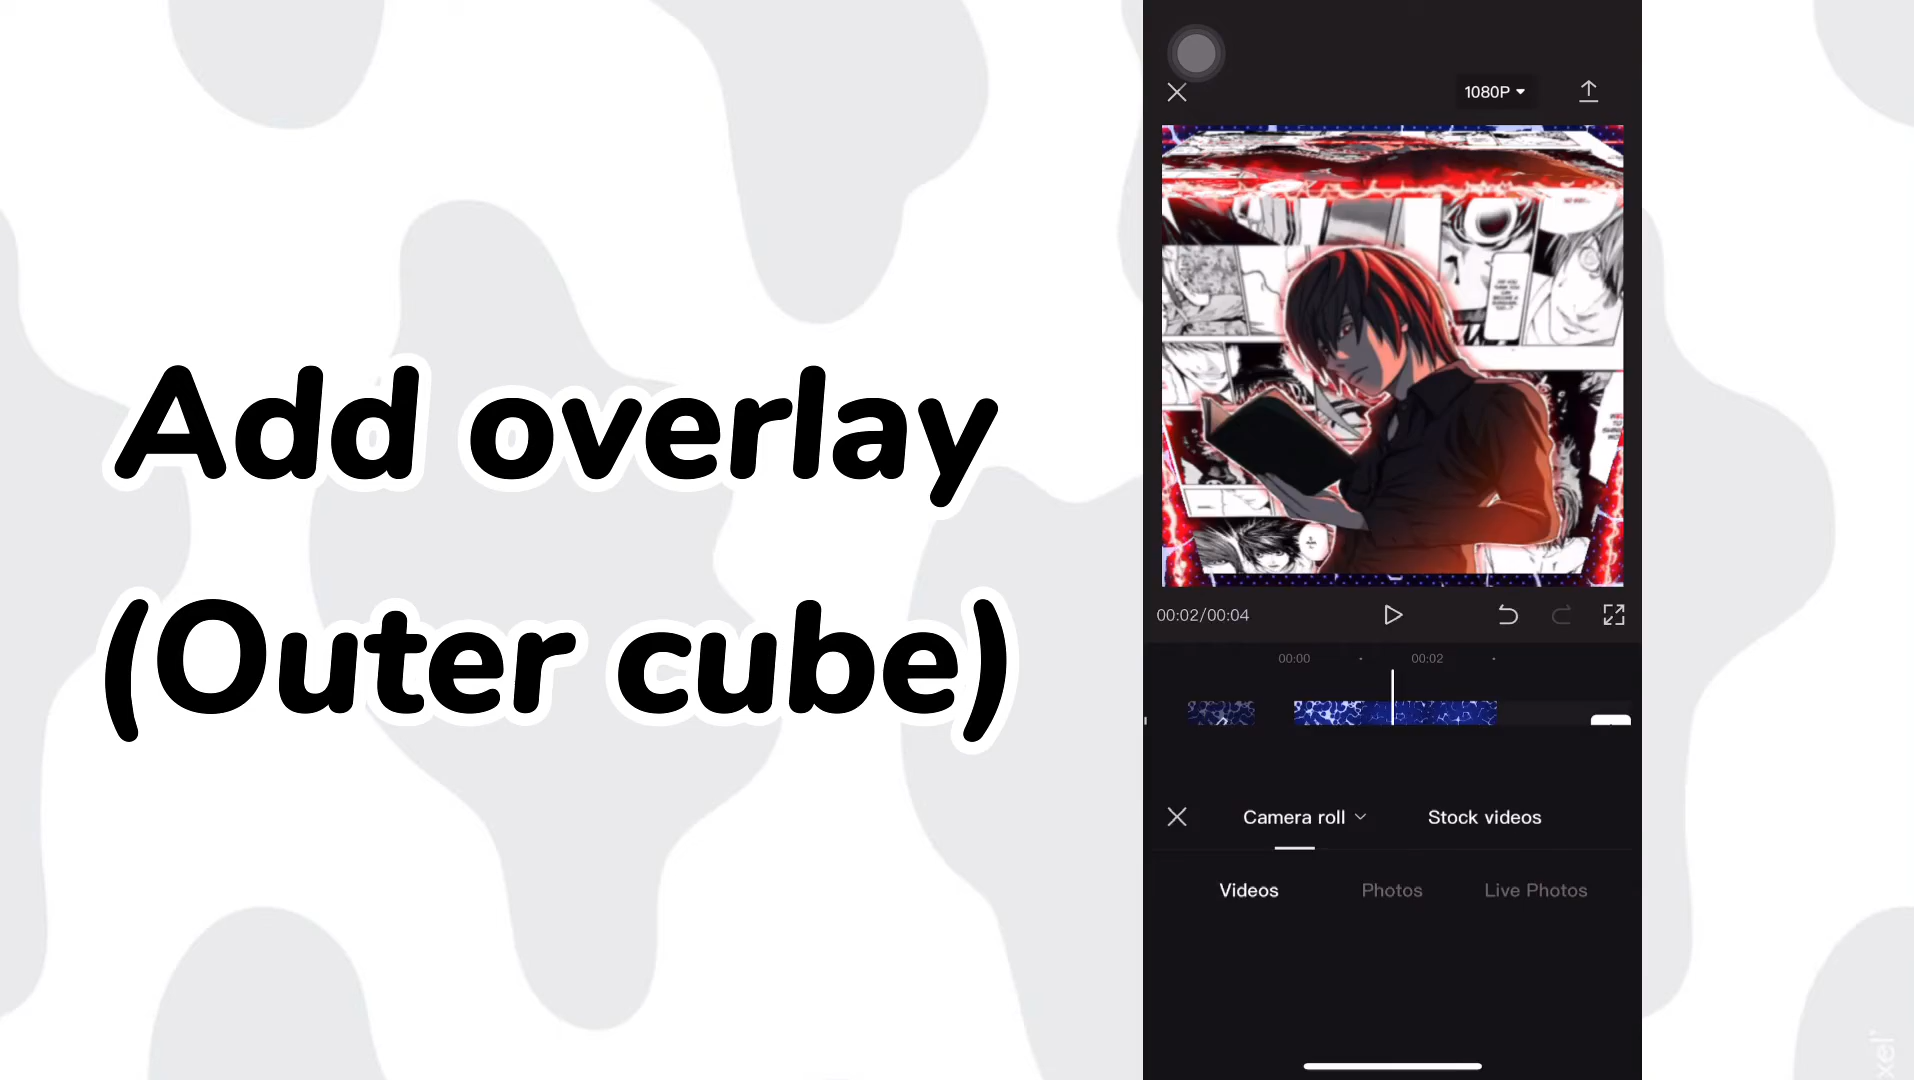 Add overlay
(Outer cube)
1080P
00:02/00:04
00:00
00:02
Camera roll
Stock videos
Videos
Photos
Live Photos
xel